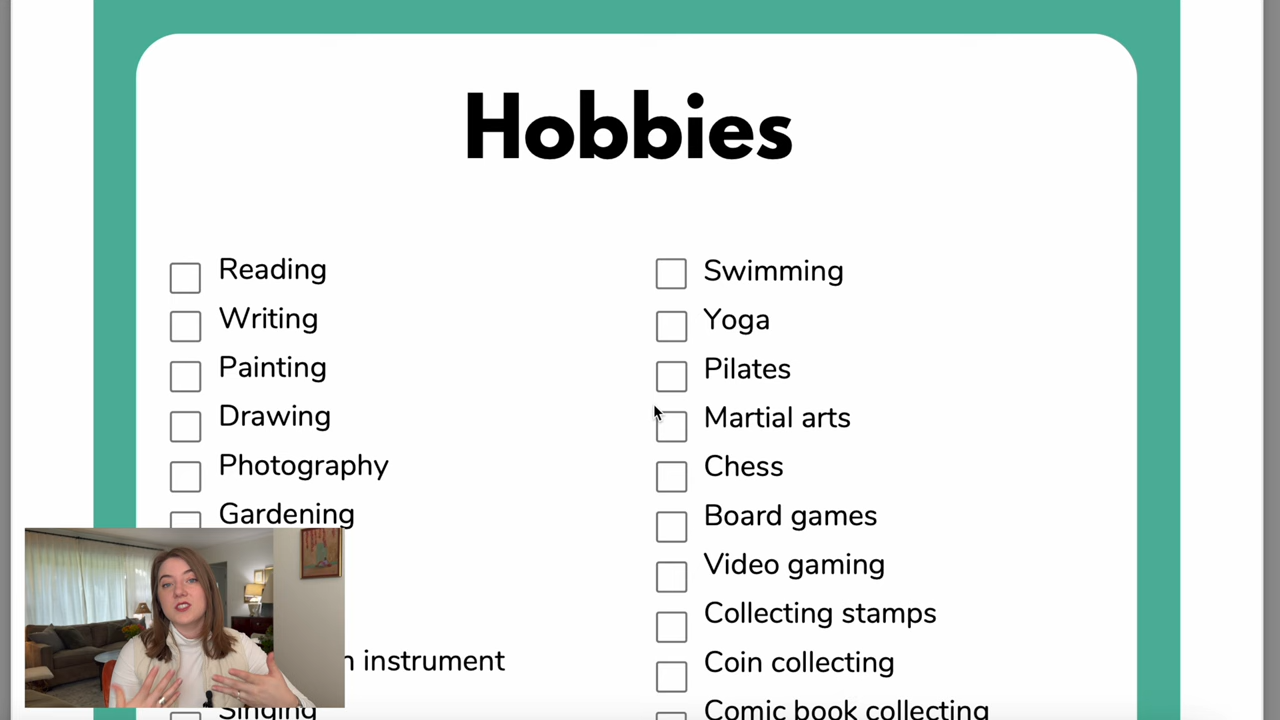 Hobbies
Reading
Writing
Painting
Drawing
Photography
Gardening
instrument
Singing
Swimming
Yoga
Pilates
Martial arts
Chess
Board games
Video gaming
Collecting stamps
Coin collecting
Comic book collecting